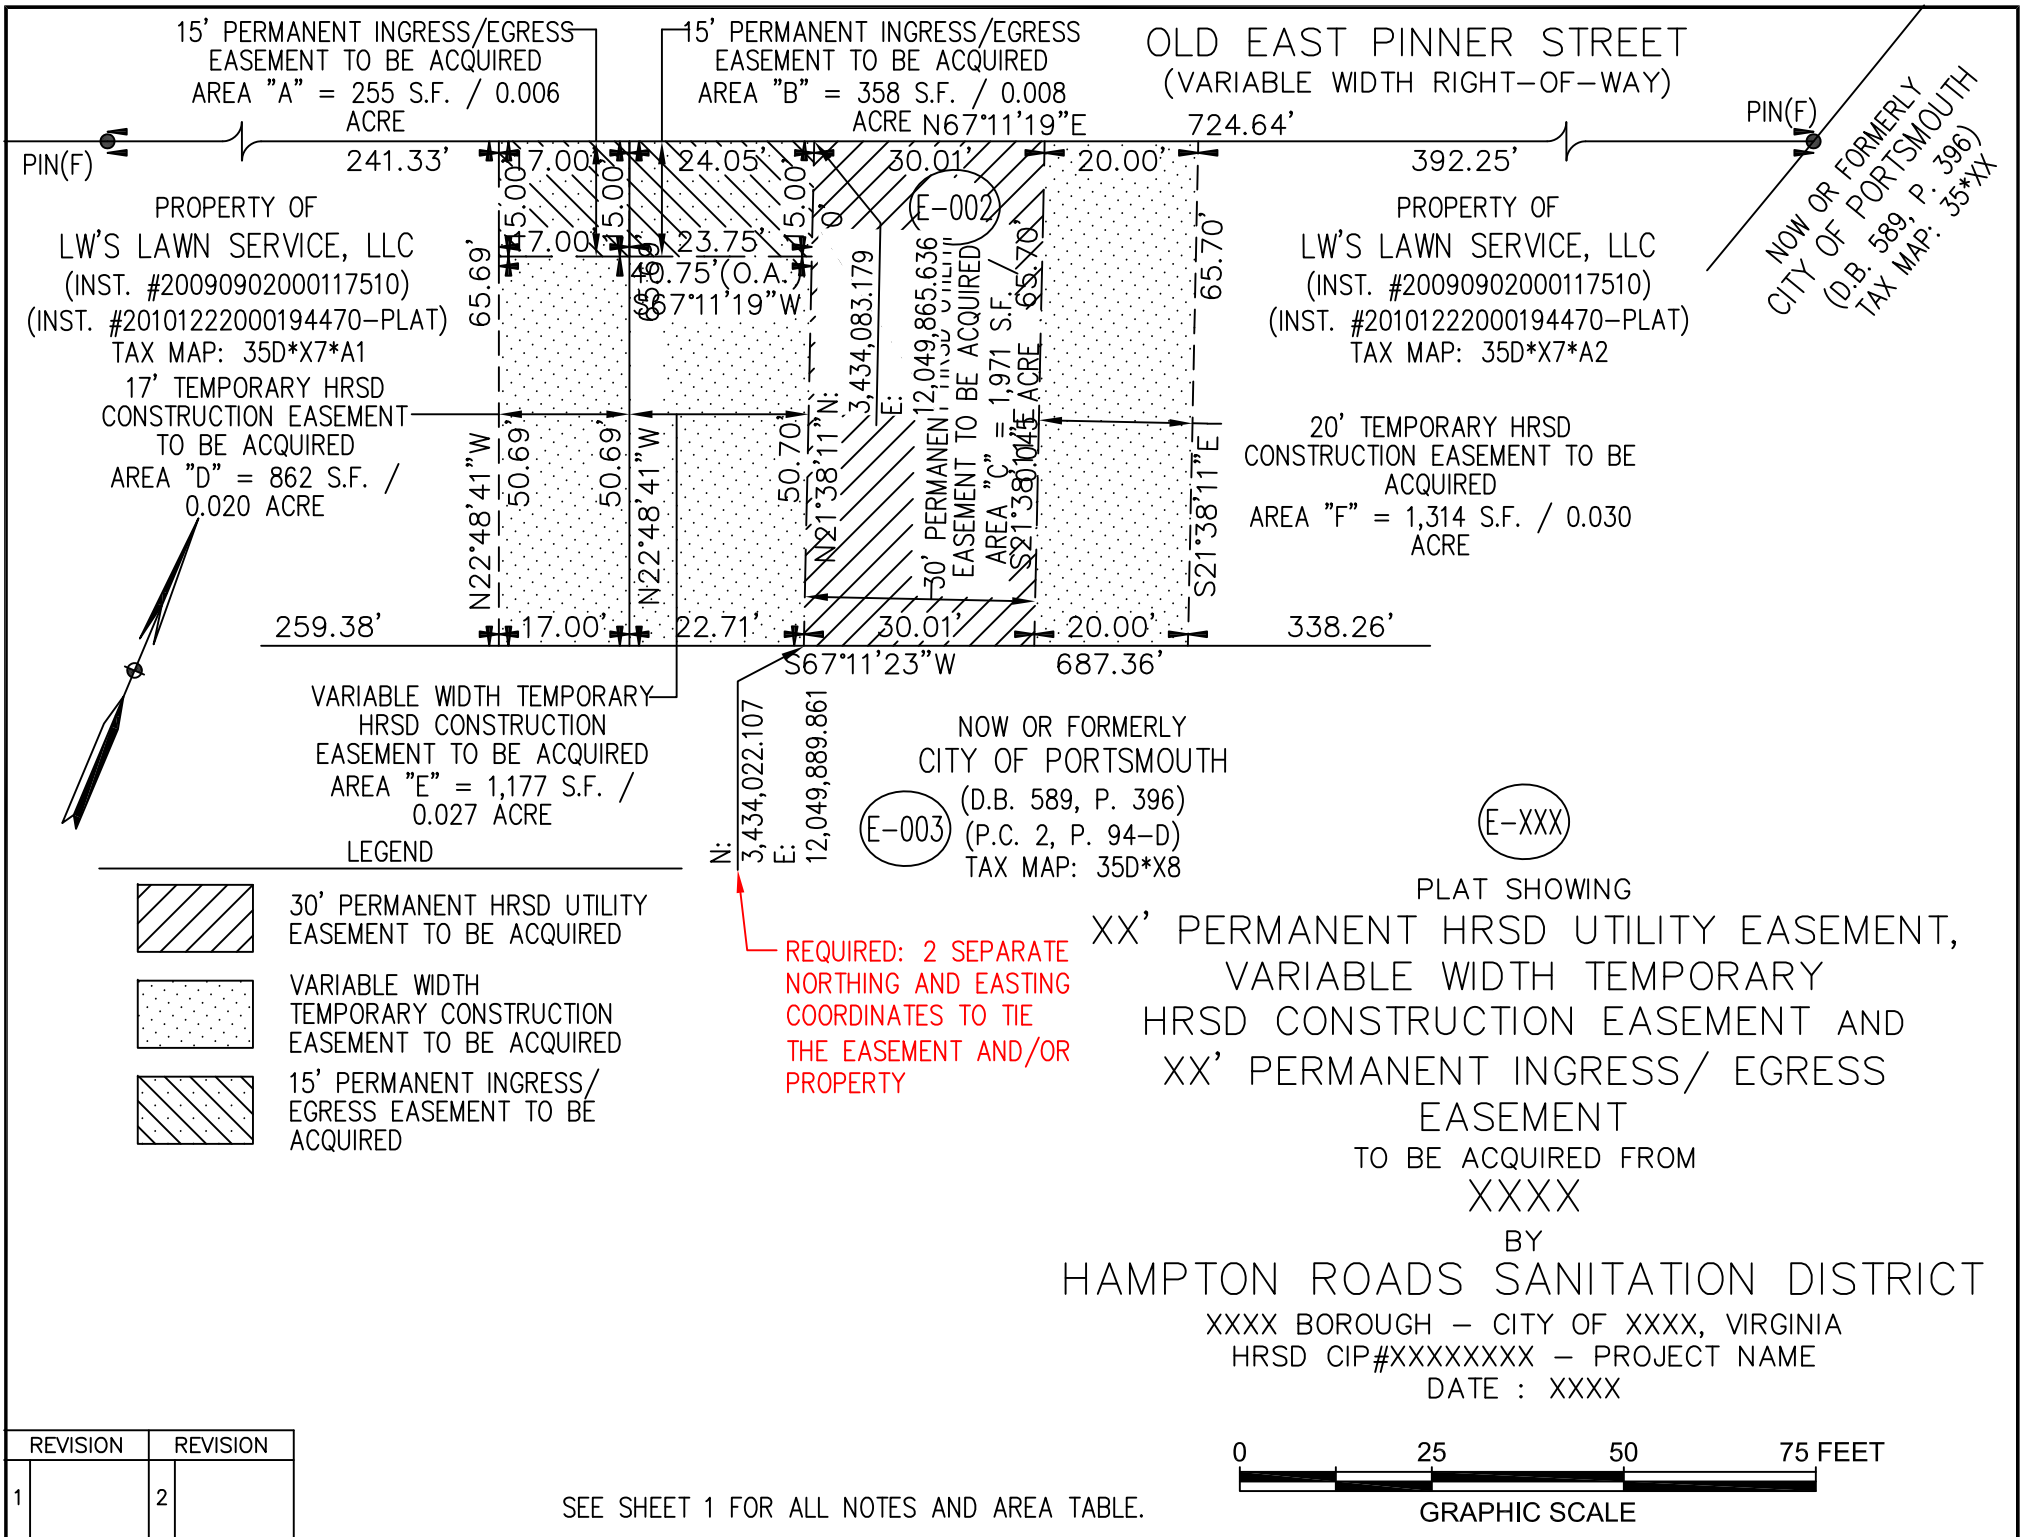 15' PERMANENT INGRESS/EGRESS
EASEMENT TO BE ACQUIRED
AREA "A" = 255 S.F. / 0.006
ACRE
15' PERMANENT INGRESS/EGRESS
EASEMENT TO BE ACQUIRED
AREA "B" = 358 S.F. / 0.008
ACRE
OLD EAST PINNER STREET
(VARIABLE WIDTH RIGHT-OF-WAY)
N67°11'19"E
724.64'
PIN(F)
PIN(F)
NOW OR FORMERLY
CITY OF PORTSMOUTH
(D.B. 589, P. 396)
TAX MAP: 35*XX
241.33'
17.00'
24.05'
30.01'
20.00'
392.25'
PROPERTY OF
LW'S LAWN SERVICE, LLC
(INST. #20090902000117510)
(INST. #20101222000194470-PLAT)
TAX MAP: 35D*X7*A1
17' TEMPORARY HRSD
CONSTRUCTION EASEMENT
TO BE ACQUIRED
AREA "D" = 862 S.F. /
0.020 ACRE
15.00'
15.00'
15.00'
17.00'
23.75'
40.75'(O.A.)
S67°11'19"W
65.69'
65.69'
N22°48'41"W
50.69'
50.69'
N22°48'41"W
50.70'
N21°38'11"
N:
3,434,083.179
E:
12,049,865.636
E-002
30' PERMANENT HRSD
EASEMENT TO BE ACQUIRED
AREA "C" = 1,971 S.F. /
ACRE
65.70'
S21°38'11"E
65.70'
S21°38'11"E
PROPERTY OF
LW'S LAWN SERVICE, LLC
(INST. #20090902000117510)
(INST. #20101222000194470-PLAT)
TAX MAP: 35D*X7*A2
20' TEMPORARY HRSD
CONSTRUCTION EASEMENT TO BE
ACQUIRED
AREA "F" = 1,314 S.F. / 0.030
ACRE
259.38'
17.00'
22.71'
30.01'
20.00'
338.26'
S67°11'23"W
687.36'
VARIABLE WIDTH TEMPORARY
HRSD CONSTRUCTION
EASEMENT TO BE ACQUIRED
AREA "E" = 1,177 S.F. /
0.027 ACRE
N:
3,434,022.107
E:
12,049,889.861
NOW OR FORMERLY
CITY OF PORTSMOUTH
(D.B. 589, P. 396)
(P.C. 2, P. 94-D)
TAX MAP: 35D*X8
E-003
LEGEND
30' PERMANENT HRSD UTILITY
EASEMENT TO BE ACQUIRED
VARIABLE WIDTH
TEMPORARY CONSTRUCTION
EASEMENT TO BE ACQUIRED
15' PERMANENT INGRESS/
EGRESS EASEMENT TO BE
ACQUIRED
REQUIRED: 2 SEPARATE
NORTHING AND EASTING
COORDINATES TO TIE
THE EASEMENT AND/OR
PROPERTY
E-XXX
PLAT SHOWING
XX' PERMANENT HRSD UTILITY EASEMENT,
VARIABLE WIDTH TEMPORARY
HRSD CONSTRUCTION EASEMENT AND
XX' PERMANENT INGRESS/ EGRESS
EASEMENT
TO BE ACQUIRED FROM
XXXX
BY
HAMPTON ROADS SANITATION DISTRICT
XXXX BOROUGH - CITY OF XXXX, VIRGINIA
HRSD CIP#XXXXXXXX - PROJECT NAME
DATE : XXXX
REVISION REVISION
1 2
SEE SHEET 1 FOR ALL NOTES AND AREA TABLE.
0 25 50 75 FEET
GRAPHIC SCALE